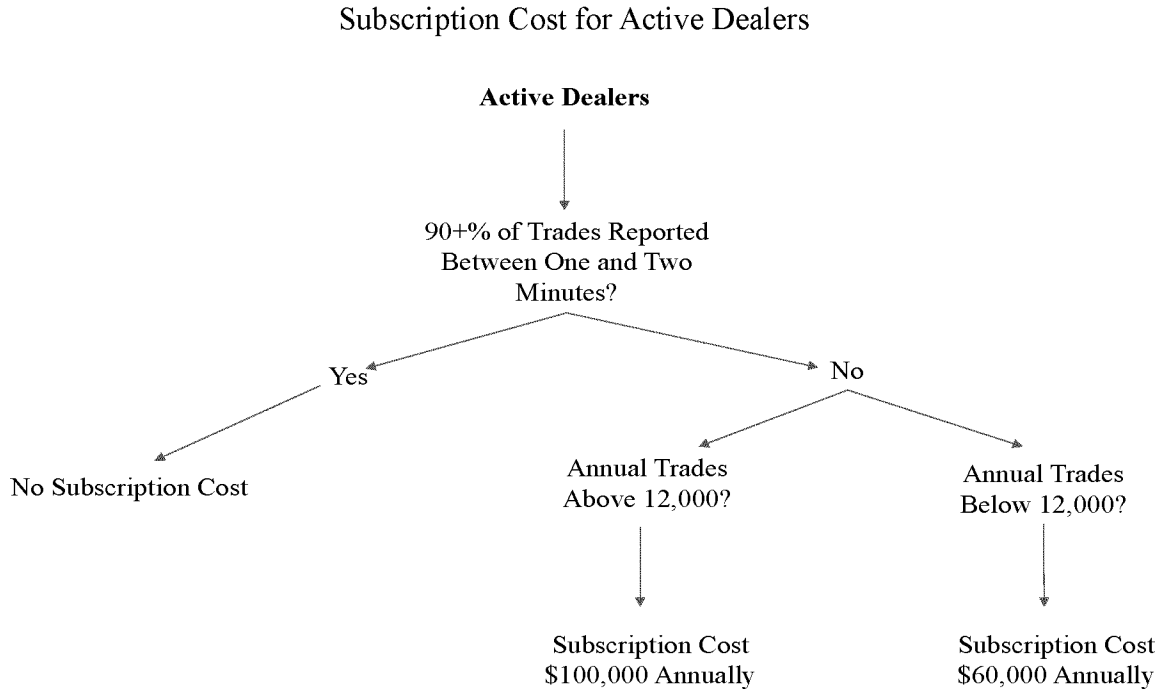 Subscription Cost for Active Dealers
Active Dealers
90+% of Trades Reported
Between One and Two
Minutes?
Yes
No
No Subscription Cost
Annual Trades
Above 12,000?
Annual Trades
Below 12,000?
Subscription Cost
$100,000 Annually
Subscription Cost
$60,000 Annually